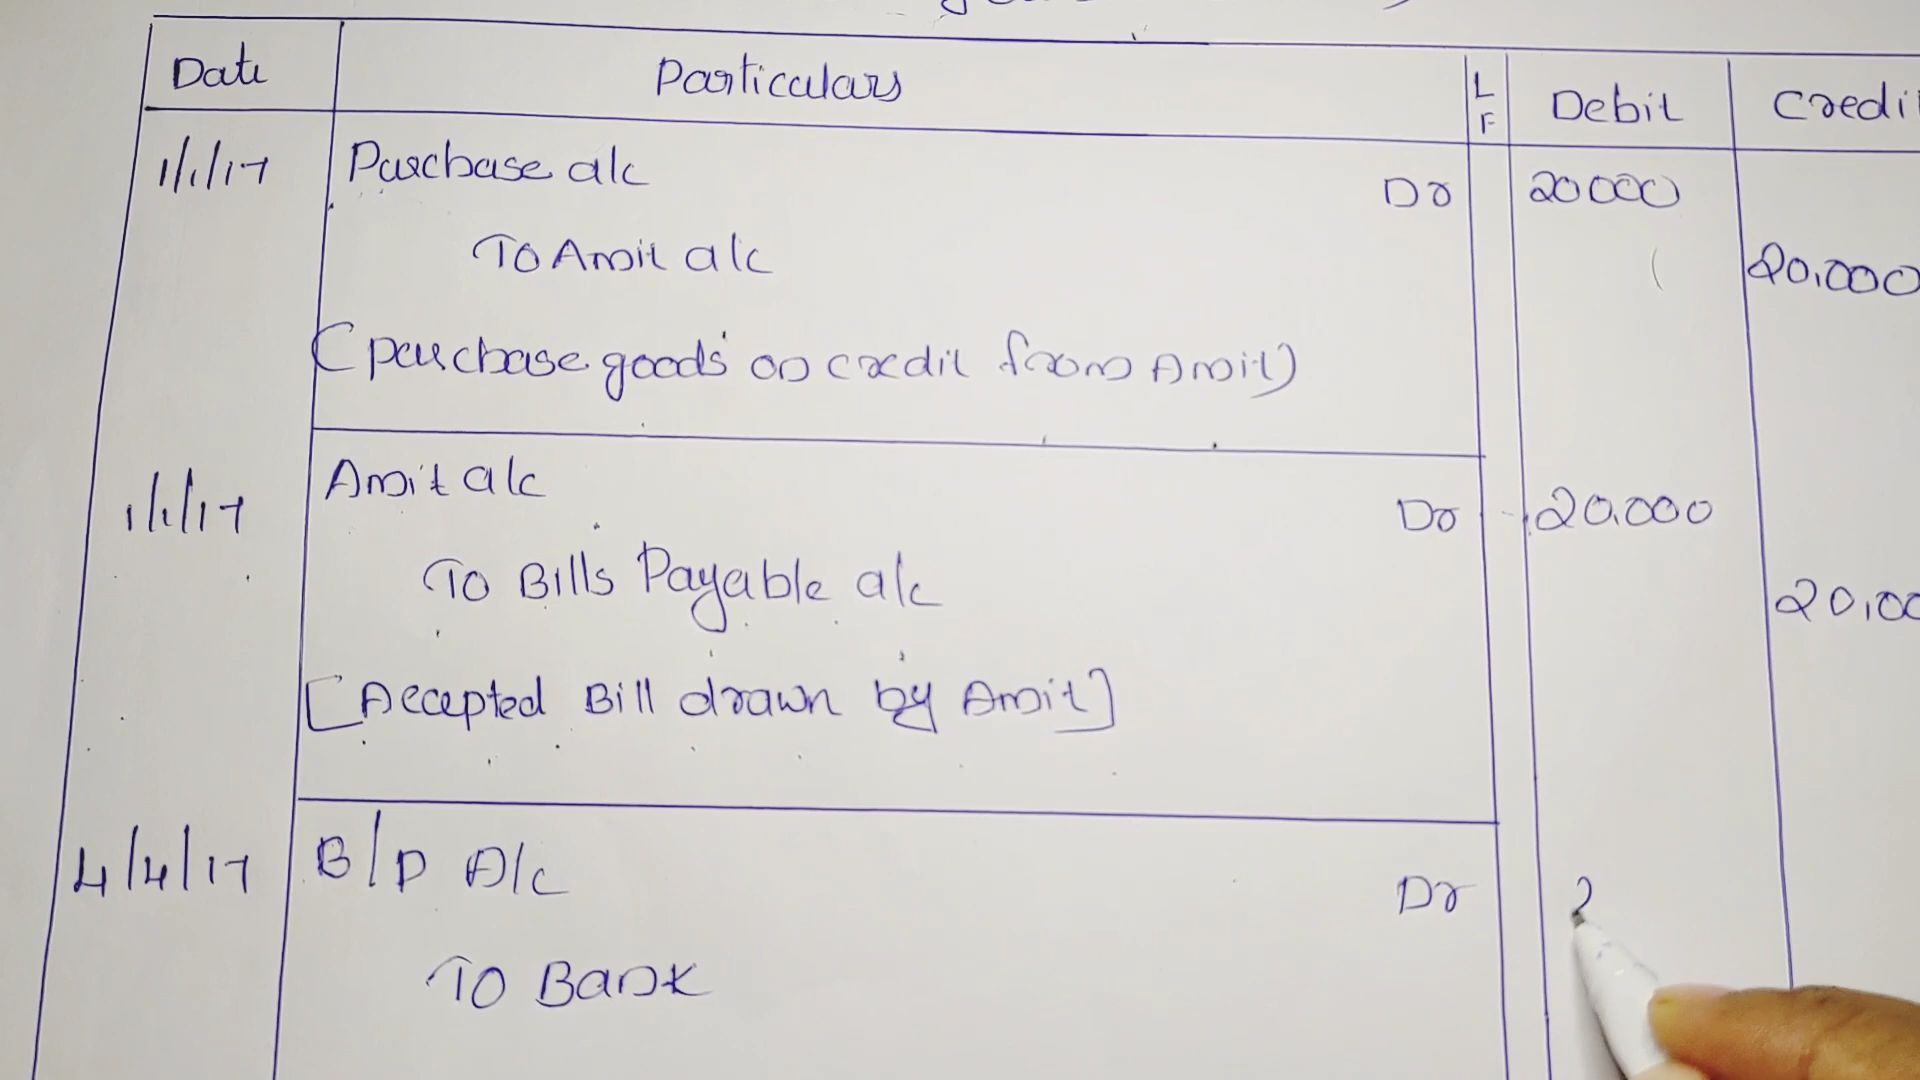 Date Particulars L F Debit Credi
1/1/17 Purchase a/c Dr 20000
To Amit a/c 20,000
(purchase goods on credit from Amit)
1/1/17 Amit a/c Dr 20,000
To Bills Payable a/c 20,00
[Accepted Bill drawn by Amit]
4/4/17 B/P A/c Dr 2
To Bank